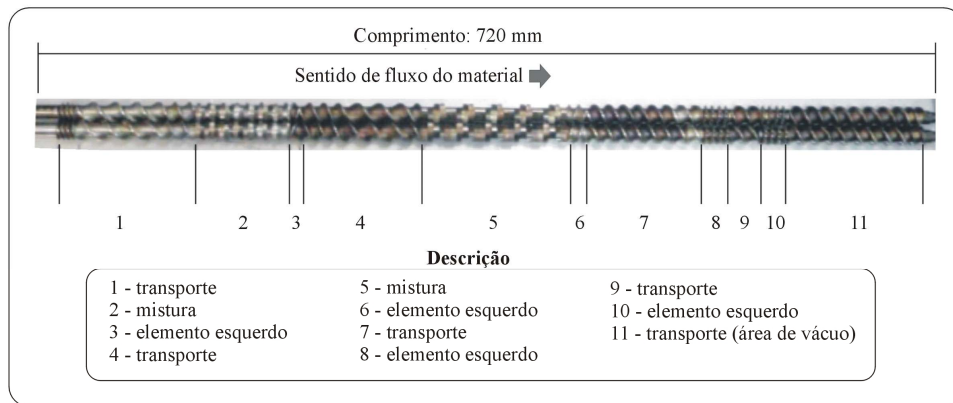 Comprimento: 720 mm
Sentido de fluxo do material
1 2 3 4 5 6 7 8 9 10 11
Descrição
1 - transporte
2 - mistura
3 - elemento esquerdo
4 - transporte
5 - mistura
6 - elemento esquerdo
7 - transporte
8 - elemento esquerdo
9 - transporte
10 - elemento esquerdo
11 - transporte (área de vácuo)